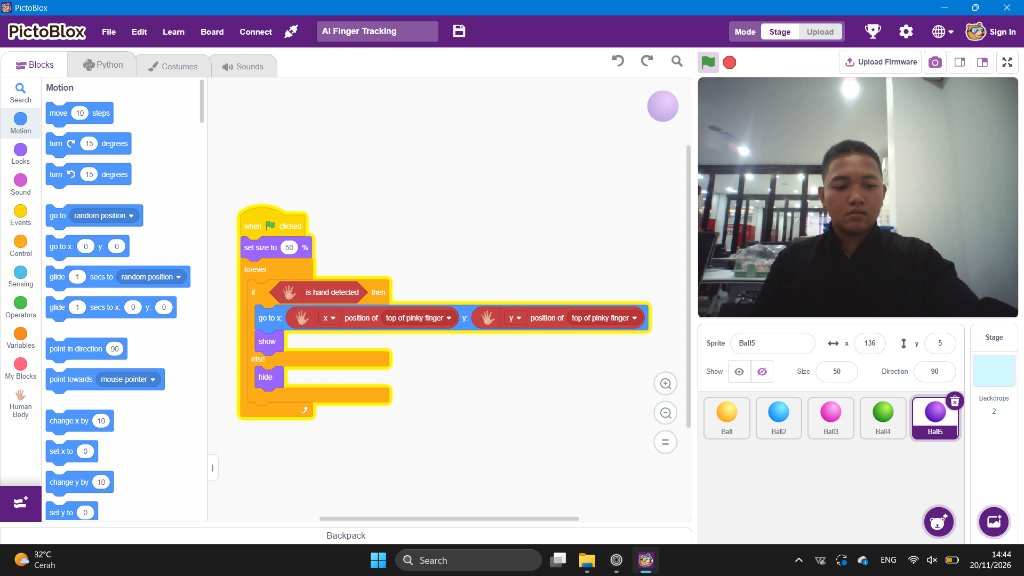 PictoBlox
PictoBlox File Edit Learn Board Connect AI Finger Tracking Mode Stage Upload Sign In
Blocks Python Costumes Sounds Upload Firmware
Search
Motion
Looks
Sound
Events
Control
Sensing
Operators
Variables
My Blocks
Human
Body
Motion
move 10 steps
turn 15 degrees
turn 15 degrees
go to random position
go to x: 0 y: 0
glide 1 secs to random position
glide 1 secs to x: 0 y: 0
point in direction 90
point towards mouse pointer
change x by 10
set x to 0
change y by 10
set y to 0
when clicked
set size to 50 %
forever
if is hand detected then
go to x: x position of top of pinky finger y: y position of top of pinky finger
show
else
hide
Sprite Ball5 x 136 y 5
Show Size 50 Direction 90
Ball Ball2 Ball3 Ball4 Ball5
Stage
Backdrops
2
Backpack
32°C
Cerah
Search
ENG
14:44
20/11/2026